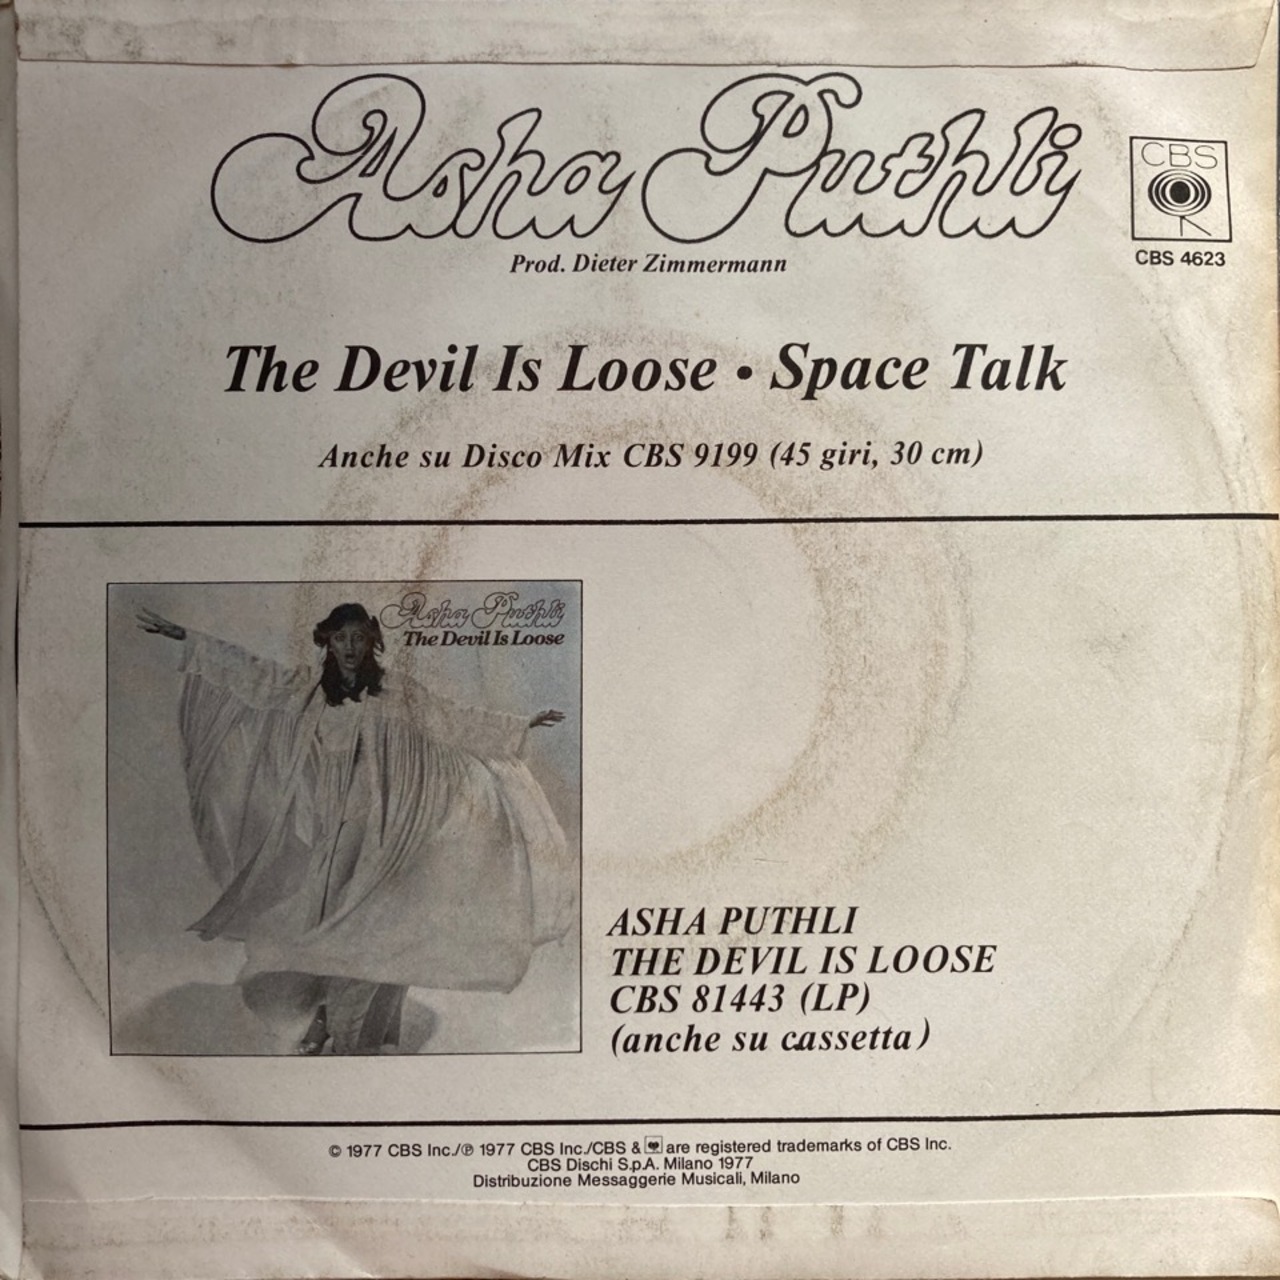 Asha Puthli
CBS
CBS 4623
Prod. Dieter Zimmermann
The Devil Is Loose • Space Talk
Anche su Disco Mix CBS 9199 (45 giri, 30 cm)
Asha Puthli
The Devil Is Loose
ASHA PUTHLI
THE DEVIL IS LOOSE
CBS 81443 (LP)
(anche su cassetta)
© 1977 CBS Inc./℗ 1977 CBS Inc./CBS & are registered trademarks of CBS Inc.
CBS Dischi S.p.A. Milano 1977
Distribuzione Messaggerie Musicali, Milano